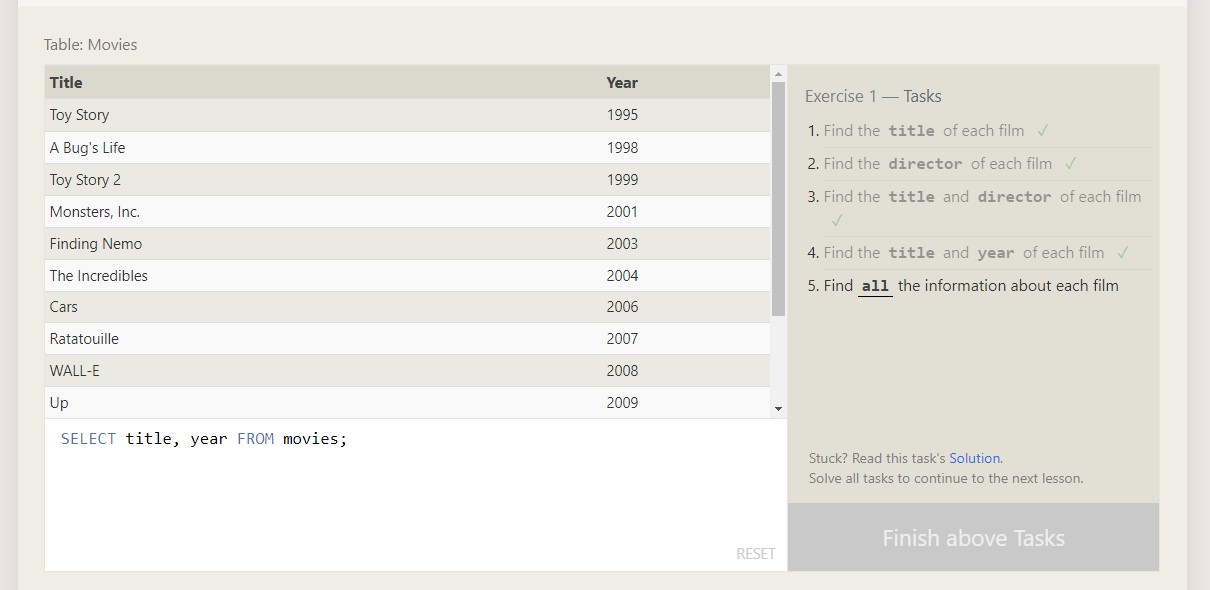 Table: Movies
Title Year
Toy Story 1995
A Bug's Life 1998
Toy Story 2 1999
Monsters, Inc. 2001
Finding Nemo 2003
The Incredibles 2004
Cars 2006
Ratatouille 2007
WALL-E 2008
Up 2009
SELECT title, year FROM movies;
RESET
Exercise 1 — Tasks
1. Find the title of each film ✓
2. Find the director of each film ✓
3. Find the title and director of each film
✓
4. Find the title and year of each film ✓
5. Find all the information about each film
Stuck? Read this task's Solution.
Solve all tasks to continue to the next lesson.
Finish above Tasks